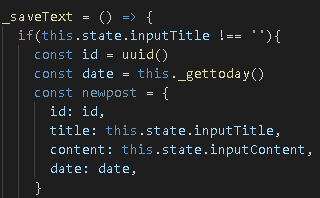 _saveText = () => {
if(this.state.inputTitle !== ''){
const id = uuid()
const date = this._gettoday()
const newpost = {
id: id,
title: this.state.inputTitle,
content: this.state.inputContent,
date: date,
}